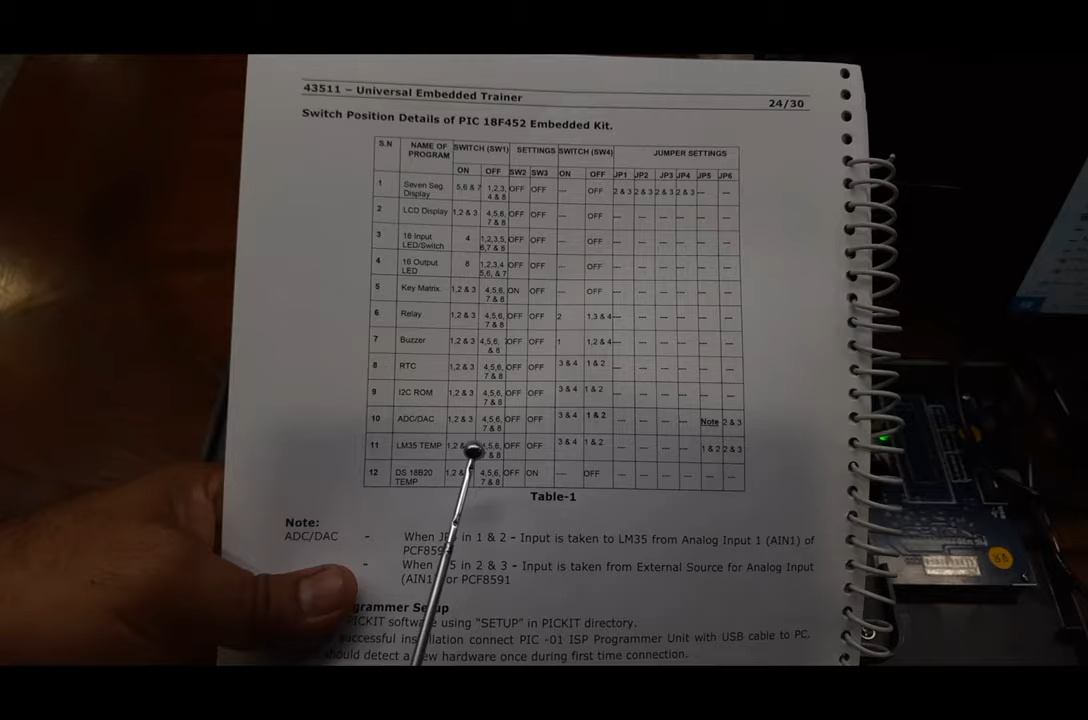 43511 – Universal Embedded Trainer 24/30
Switch Position Details of PIC 18F452 Embedded Kit.
S.N NAME OF PROGRAM SWITCH (SW1) SETTINGS SWITCH (SW4) JUMPER SETTINGS
ON OFF SW2 SW3 ON OFF JP1 JP2 JP3 JP4 JP5 JP6
1 Seven Seg. Display 5,6 & 7 1,2,3, 4 & 8 OFF OFF --- OFF 2 & 3 2 & 3 2 & 3 2 & 3 --- ---
2 LCD Display 1,2 & 3 4,5,6, 7 & 8 OFF OFF --- OFF --- --- --- --- --- ---
3 16 Input LED/Switch 4 1,2,3,5, 6,7 & 8 OFF OFF --- OFF --- --- --- --- --- ---
4 16 Output LED 8 1,2,3,4 5,6, & 7 OFF OFF --- OFF --- --- --- --- --- ---
5 Key Matrix 1,2 & 3 4,5,6, 7 & 8 ON OFF --- OFF --- --- --- --- --- ---
6 Relay 1,2 & 3 4,5,6, 7 & 8 OFF OFF 2 1,3 & 4 --- --- --- --- --- ---
7 Buzzer 1,2 & 3 4,5,6, & 8 OFF OFF 1 1,2 & 4 --- --- --- --- --- ---
8 RTC 1,2 & 3 4,5,6, 7 & 8 OFF OFF 3 & 4 1 & 2 --- --- --- --- --- ---
9 I2C ROM 1,2 & 3 4,5,6, 7 & 8 OFF OFF 3 & 4 1 & 2 --- --- --- --- --- ---
10 ADC/DAC 1,2 & 3 4,5,6, 7 & 8 OFF OFF 3 & 4 1 & 2 --- --- --- --- Note 2 & 3
11 LM35 TEMP 1,2 & 4,5,6, & 8 OFF OFF 3 & 4 1 & 2 --- --- --- --- 1 & 2 2 & 3
12 DS 18B20 TEMP 1,2 & 4,5,6, 7 & 8 OFF ON --- OFF --- --- --- --- --- ---
Table-1
Note:
ADC/DAC - When in 1 & 2 - Input is taken to LM35 from Analog Input 1 (AIN1) of
- When in 2 & 3 - Input is taken from External Source for Analog Input
(AIN1 or PCF8591
Setup
PICKIT software using "SETUP" in PICKIT directory.
installation connect PIC -01 ISP Programmer Unit with USB cable to PC.
detect a new hardware once during first time connection.